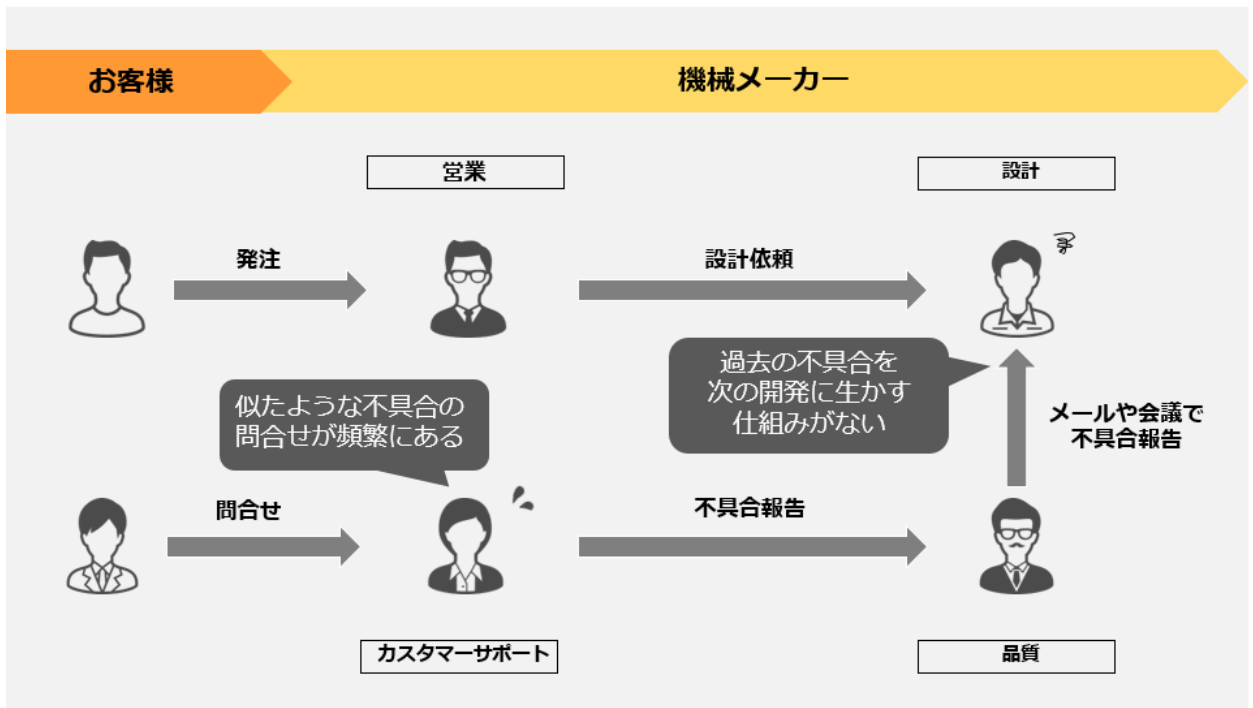 お客様
機械メーカー
営業
設計
発注
設計依頼
過去の不具合を
次の開発に生かす
仕組みがない
似たような不具合の
問合せが頻繁にある
メールや会議で
不具合報告
問合せ
不具合報告
カスタマーサポート
品質